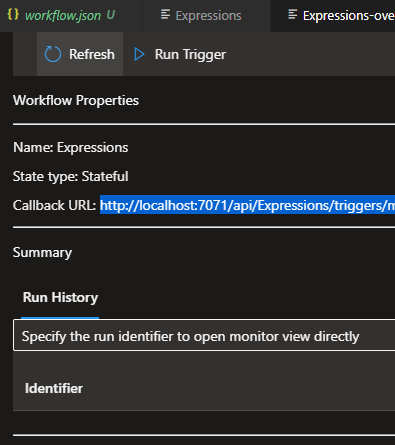 {} workflow.json U Expressions Expressions-ove
Refresh Run Trigger
Workflow Properties
Name: Expressions
State type: Stateful
Callback URL: http://localhost:7071/api/Expressions/triggers/m
Summary
Run History
Specify the run identifier to open monitor view directly
Identifier